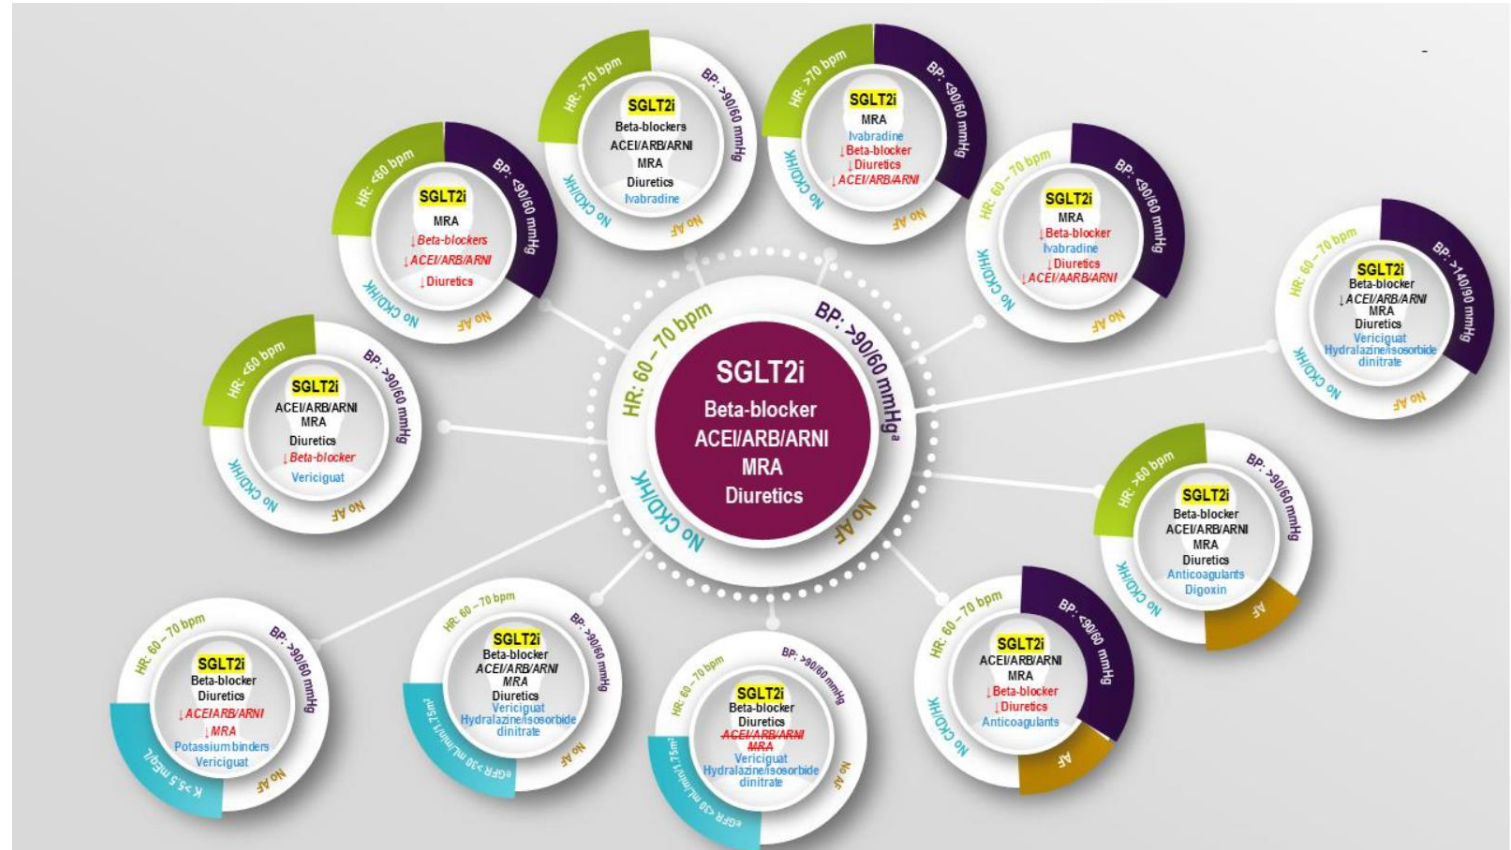 HR: 60 – 70 bpm
BP: >90/60 mmHgª
SGLT2i
Beta-blocker
ACEI/ARB/ARNI
MRA
Diuretics
No CKD/HK
No AF
HR: >70 bpm
BP: >90/60 mmHg
SGLT2i
Beta-blockers
ACEI/ARB/ARNI
MRA
Diuretics
Ivabradine
No CKD/HK
No AF
HR: >70 bpm
BP: <90/60 mmHg
SGLT2i
MRA
Ivabradine
↓Beta-blocker
↓Diuretics
↓ACEI/ARB/ARNI
No CKD/HK
No AF
HR: 60 – 70 bpm
BP: <90/60 mmHg
SGLT2i
MRA
↓Beta-blocker
Ivabradine
↓Diuretics
↓ACEI/AARB/ARNI
No CKD/HK
No AF
HR: 60 – 70 bpm
BP: >140/90 mmHg
SGLT2i
Beta-blocker
↓ACEI/ARB/ARNI
MRA
Diuretics
Vericiguat
Hydralazine/isosorbide
dinitrate
No CKD/HK
No AF
HR: >60 bpm
BP: >90/60 mmHg
SGLT2i
Beta-blocker
ACEI/ARB/ARNI
MRA
Diuretics
Anticoagulants
Digoxin
No CKD/HK
AF
HR: 60 – 70 bpm
BP: <90/60 mmHg
SGLT2i
ACEI/ARB/ARNI
MRA
↓Beta-blocker
↓Diuretics
Anticoagulants
No CKD/HK
AF
HR: 60 – 70 bpm
BP: >90/60 mmHg
SGLT2i
Beta-blocker
Diuretics
ACEI/ARB/ARNI
MRA
Vericiguat
Hydralazine/isosorbide
dinitrate
eGFR <30 mL/min/1.75m²
No AF
HR: 60 – 70 bpm
BP: >90/60 mmHg
SGLT2i
Beta-blocker
ACEI/ARB/ARNI
MRA
Diuretics
Vericiguat
Hydralazine/isosorbide
dinitrate
eGFR >30 mL/min/1.75m²
No AF
HR: 60 – 70 bpm
BP: >90/60 mmHg
SGLT2i
Beta-blocker
Diuretics
↓ACEI/ARB/ARNI
↓MRA
Potassium binders
Vericiguat
K >5.5 mEq/L
No AF
HR: <60 bpm
BP: >90/60 mmHg
SGLT2i
ACEI/ARB/ARNI
MRA
Diuretics
↓Beta-blocker
Vericiguat
No CKD/HK
No AF
HR: <60 bpm
BP: <90/60 mmHg
SGLT2i
MRA
↓Beta-blockers
↓ACEI/ARB/ARNI
↓Diuretics
No CKD/HK
No AF